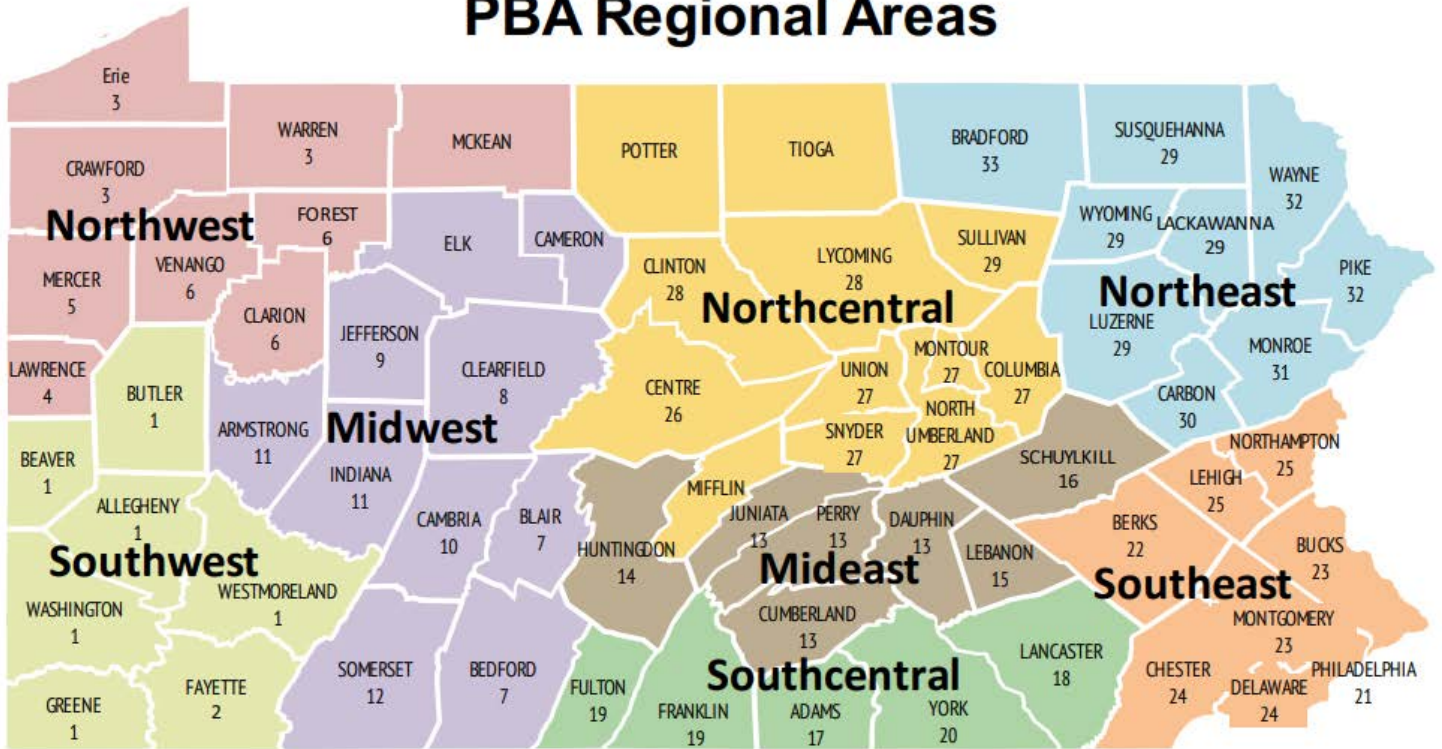 PBA Regional Areas
Erie
3
WARREN
3
MCKEAN
POTTER
TIOGA
BRADFORD
33
SUSQUEHANNA
29
WAYNE
32
CRAWFORD
3
Northwest
FOREST
6
ELK
CAMERON
MERCER
5
VENANGO
6
CLARION
6
LAWRENCE
4
CLINTON
28
LYCOMING
28
SULLIVAN
29
Northcentral
WYOMING
29
LACKAWANNA
29
PIKE
32
Northeast
LUZERNE
29
MONROE
31
CARBON
30
BUTLER
1
JEFFERSON
9
CLEARFIELD
8
CENTRE
26
UNION
27
MONTOUR
27
COLUMBIA
27
SNYDER
27
NORTH
UMBERLAND
27
ARMSTRONG
11
Midwest
INDIANA
11
BEAVER
1
ALLEGHENY
1
CAMBRIA
10
BLAIR
7
HUNTINGDON
14
MIFFLIN
JUNIATA
13
PERRY
13
DAUPHIN
13
LEBANON
15
SCHUYLKILL
16
Mideast
CUMBERLAND
13
NORTHAMPTON
25
LEHIGH
25
BERKS
22
BUCKS
23
Southeast
MONTGOMERY
23
PHILADELPHIA
21
CHESTER
24
DELAWARE
24
Southwest
WASHINGTON
1
WESTMORELAND
1
GREENE
1
FAYETTE
2
SOMERSET
12
BEDFORD
7
FULTON
19
Southcentral
FRANKLIN
19
ADAMS
17
YORK
20
LANCASTER
18